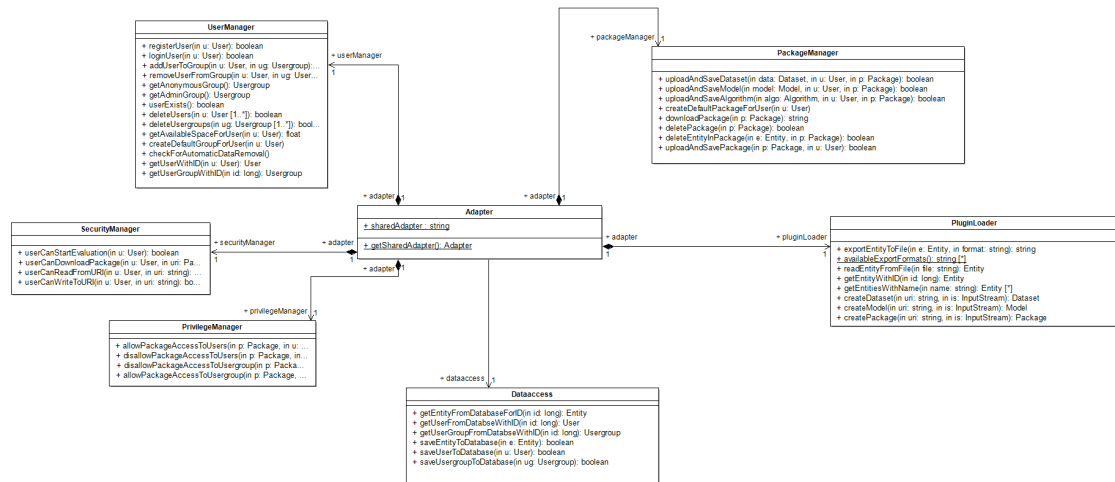 UserManager
+ registerUser(in u: User): boolean
+ loginUser(in u: User): boolean
+ addUserToGroup(in u: User, in ug: Usergroup):...
+ removeUserFromGroup(in u: User, in ug: User...
+ getAnonymousGroup(): Usergroup
+ getAdminGroup(): Usergroup
+ userExists(): boolean
+ deleteUsers(in u: User [1..*]): boolean
+ deleteUsergroups(in ug: Usergroup [1..*]): bool...
+ getAvailableSpaceForUser(in u: User): float
+ createDefaultGroupForUser(in u: User)
+ checkForAutomaticDataRemoval()
+ getUserWithID(in u: User): User
+ getUserGroupWithID(in id: long): Usergroup
+ userManager
1
+ packageManager
1
PackageManager
+ uploadAndSaveDataset(in data: Dataset, in u: User, in p: Package): boolean
+ uploadAndSaveModel(in model: Model, in u: User, in p: Package): boolean
+ uploadAndSaveAlgorithm(in algo: Algorithm, in u: User, in p: Package): boolean
+ createDefaultPackageForUser(in u: User)
+ downloadPackage(in p: Package): string
+ deletePackage(in p: Package): boolean
+ deleteEntityInPackage(in e: Entity, in p: Package): boolean
+ uploadAndSavePackage(in p: Package, in u: User): boolean
+ adapter
1
+ adapter
1
Adapter
+ sharedAdapter : string
+ getSharedAdapter(): Adapter
SecurityManager
+ userCanStartEvaluation(in u: User): boolean
+ userCanDownloadPackage(in u: User, in uri: Pa...
+ userCanReadFromURI(in u: User, in uri: string): ...
+ userCanWriteToURI(in u: User, in uri: string): bo...
+ securityManager
1
+ adapter
1
+ adapter
1
+ adapter
1
+ pluginLoader
1
PluginLoader
+ exportEntityToFile(in e: Entity, in format: string): string
+ availableExportFormats(): string [*]
+ readEntityFromFile(in file: string): Entity
+ getEntityWithID(in id: long): Entity
+ getEntitiesWithName(in name: string): Entity [*]
+ createDataset(in uri: string, in is: InputStream): Dataset
+ createModel(in uri: string, in is: InputStream): Model
+ createPackage(in uri: string, in is: InputStream): Package
+ privilegeManager
1
PrivilegeManager
+ allowPackageAccessToUsers(in p: Package, in u: ...
+ disallowPackageAccessToUsers(in p: Package, in...
+ disallowPackageAccessToUsergroup(in p: Packa...
+ allowPackageAccessToUsergroup(in p: Package, ...
+ dataaccess
1
Dataaccess
+ getEntityFromDatabaseForID(in id: long): Entity
+ getUserFromDatabseWithID(in id: long): User
+ getUserGroupFromDatabseWithID(in id: long): Usergroup
+ saveEntityToDatabase(in e: Entity): boolean
+ saveUserToDatabase(in u: User): boolean
+ saveUsergroupToDatabase(in ug: Usergroup): boolean